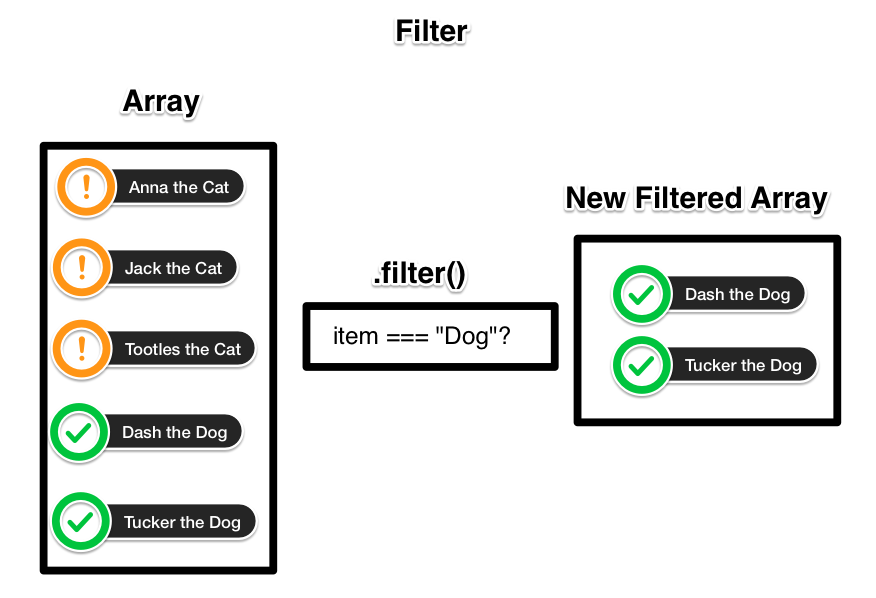 Filter
Array
Anna the Cat
Jack the Cat
Tootles the Cat
Dash the Dog
Tucker the Dog
.filter()
item === "Dog"?
New Filtered Array
Dash the Dog
Tucker the Dog